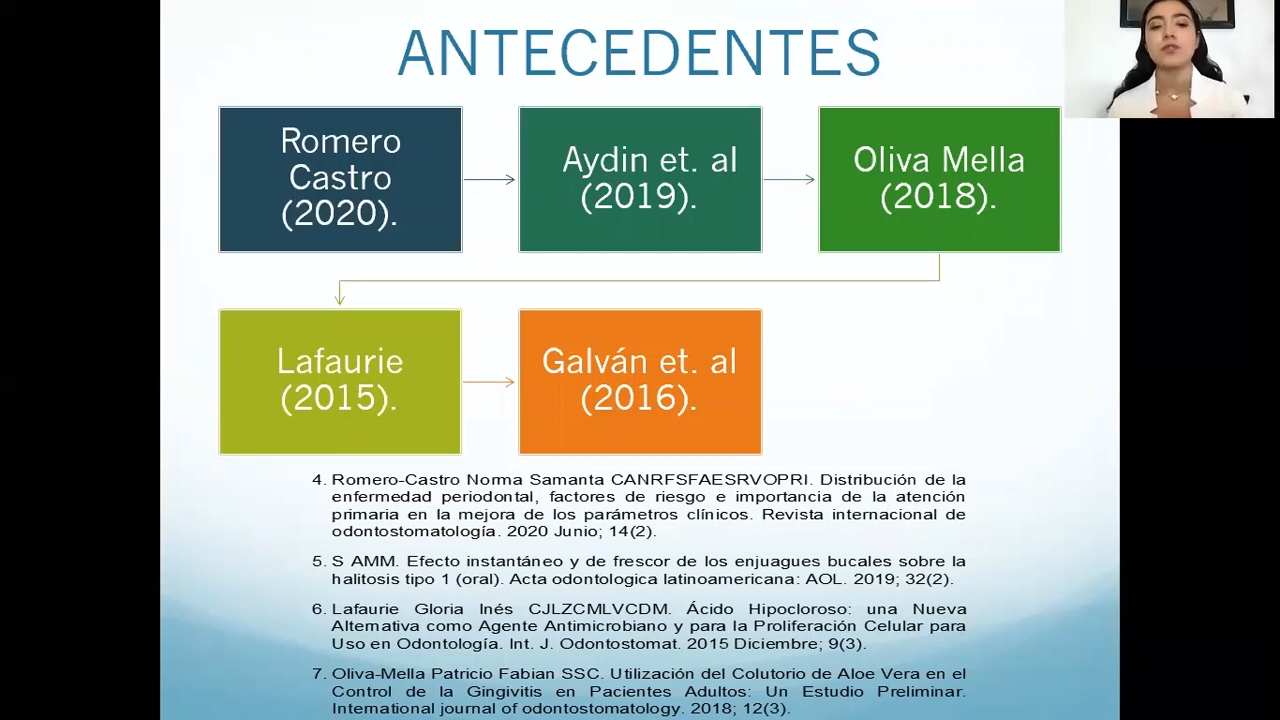 ANTECEDENTES
Romero
Castro
(2020).
Aydin et. al
(2019).
Oliva Mella
(2018).
Lafaurie
(2015).
Galván et. al
(2016).
4. Romero-Castro Norma Samanta CANRFSFAESRVOPRI. Distribución de la
enfermedad periodontal, factores de riesgo e importancia de la atención
primaria en la mejora de los parámetros clínicos. Revista internacional de
odontostomatología. 2020 Junio; 14(2).
5. S AMM. Efecto instantáneo y de frescor de los enjuagues bucales sobre la
halitosis tipo 1 (oral). Acta odontologica latinoamericana: AOL. 2019; 32(2).
6. Lafaurie Gloria Inés CJLZCMLVCDM. Ácido Hipocloroso: una Nueva
Alternativa como Agente Antimicrobiano y para la Proliferación Celular para
Uso en Odontología. Int. J. Odontostomat. 2015 Diciembre; 9(3).
7. Oliva-Mella Patricio Fabian SSC. Utilización del Colutorio de Aloe Vera en el
Control de la Gingivitis en Pacientes Adultos: Un Estudio Preliminar.
International journal of odontostomatology. 2018; 12(3).